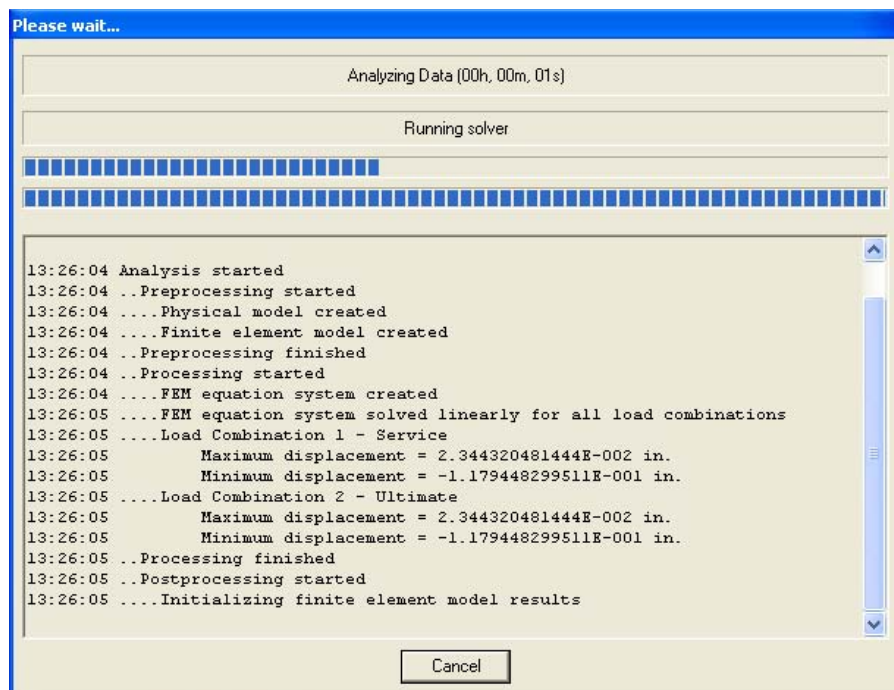 Please wait...
Analyzing Data (00h, 00m, 01s)
Running solver
13:26:04 Analysis started
13:26:04 ..Preprocessing started
13:26:04 ....Physical model created
13:26:04 ....Finite element model created
13:26:04 ..Preprocessing finished
13:26:04 ..Processing started
13:26:04 ....FEM equation system created
13:26:05 ....FEM equation system solved linearly for all load combinations
13:26:05 ....Load Combination 1 - Service
13:26:05 Maximum displacement = 2.344320481444E-002 in.
13:26:05 Minimum displacement = -1.179448299511E-001 in.
13:26:05 ....Load Combination 2 - Ultimate
13:26:05 Maximum displacement = 2.344320481444E-002 in.
13:26:05 Minimum displacement = -1.179448299511E-001 in.
13:26:05 ..Processing finished
13:26:05 ..Postprocessing started
13:26:05 ....Initializing finite element model results
Cancel